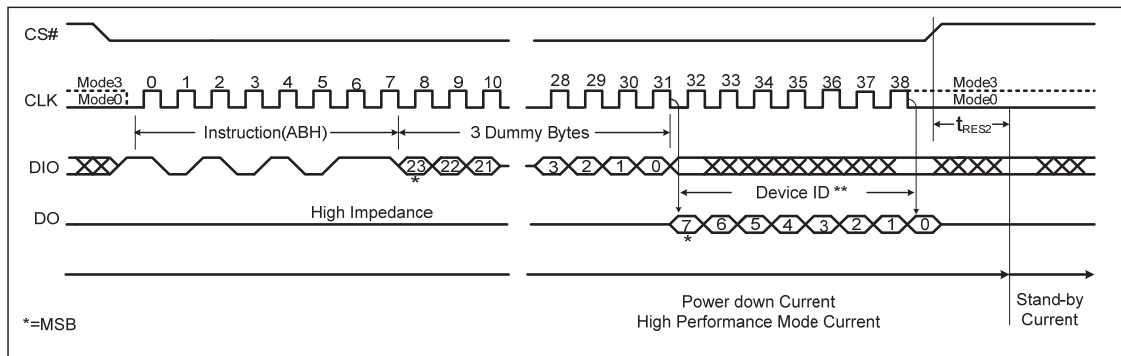 CS#
Mode3 0 1 2 3 4 5 6 7 8 9 10 28 29 30 31 32 33 34 35 36 37 38 Mode3
CLK Mode0 Mode0
Instruction(ABH) 3 Dummy Bytes tRES2
DIO 23 22 21 3 2 1 0
*
Device ID **
High Impedance
DO 7 6 5 4 3 2 1 0
*
Power down Current Stand-by
High Performance Mode Current Current
*=MSB